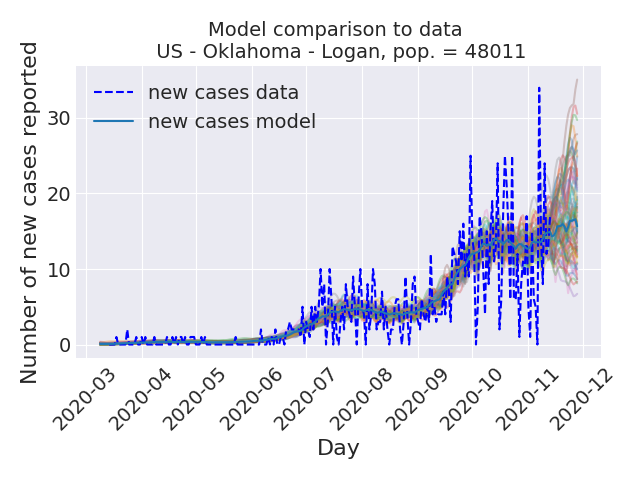 Model comparison to data
US - Oklahoma - Logan, pop. = 48011
Number of new cases reported
30
20
10
0
new cases data
new cases model
2020-03
2020-04
2020-05
2020-06
2020-07
2020-08
2020-09
2020-10
2020-11
2020-12
Day